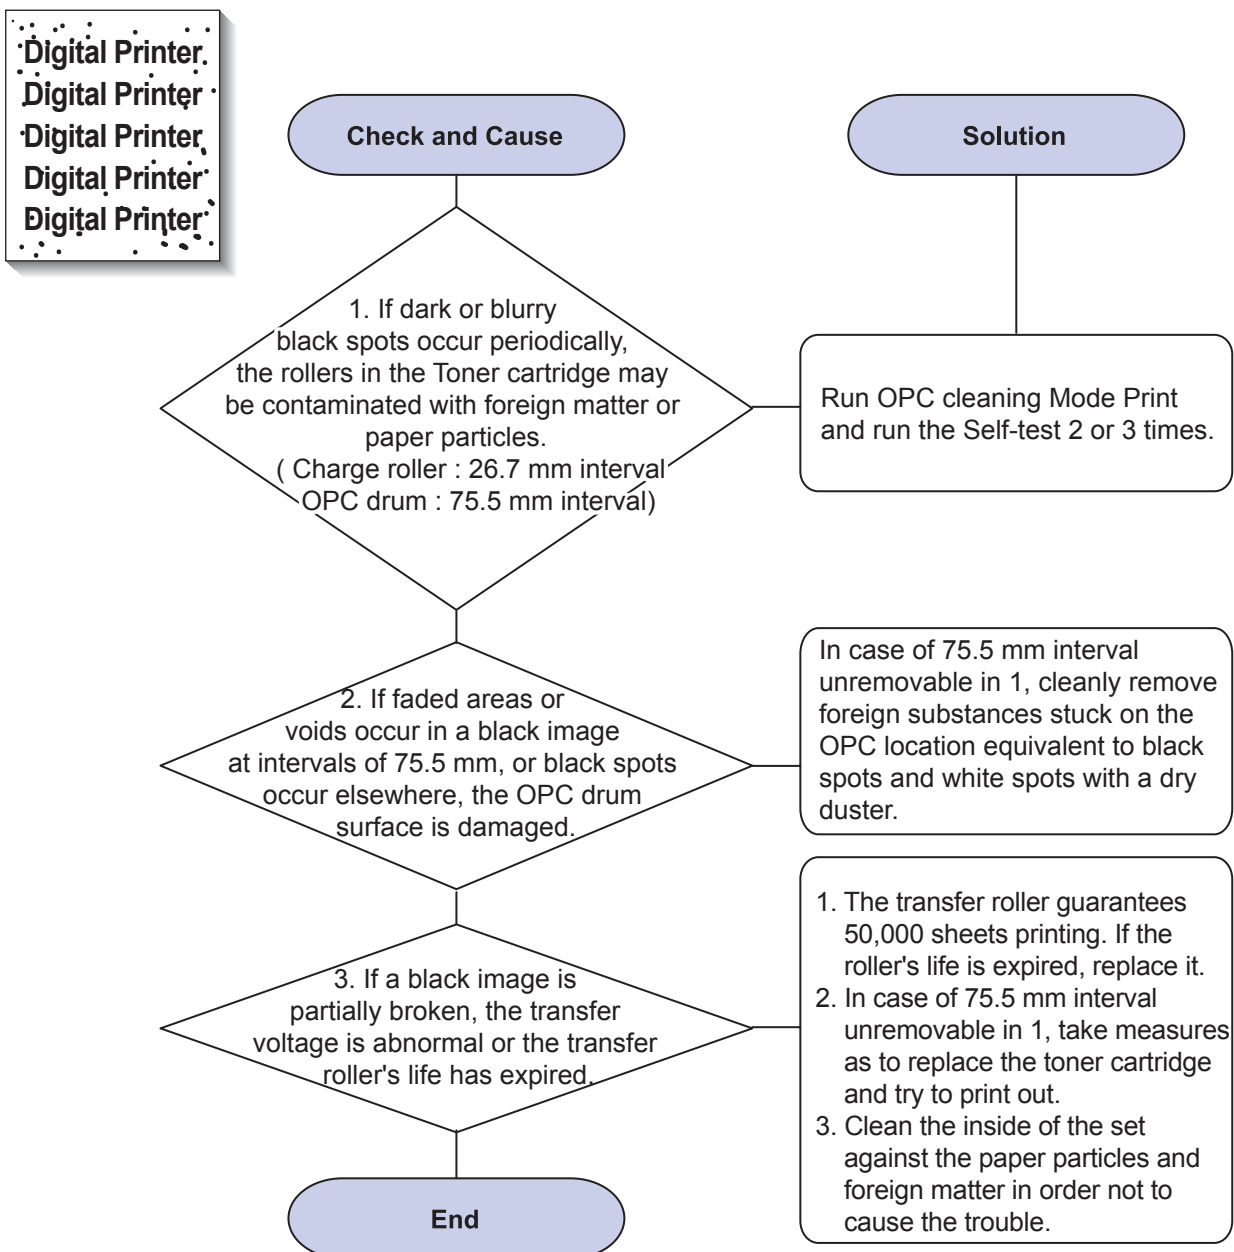 Digital Printer
Digital Printer
Digital Printer
Digital Printer
Digital Printer
Check and Cause
Solution
1. If dark or blurry
black spots occur periodically,
the rollers in the Toner cartridge may
be contaminated with foreign matter or
paper particles.
( Charge roller : 26.7 mm interval
OPC drum : 75.5 mm interval)
Run OPC cleaning Mode Print
and run the Self-test 2 or 3 times.
2. If faded areas or
voids occur in a black image
at intervals of 75.5 mm, or black spots
occur elsewhere, the OPC drum
surface is damaged.
In case of 75.5 mm interval
unremovable in 1, cleanly remove
foreign substances stuck on the
OPC location equivalent to black
spots and white spots with a dry
duster.
3. If a black image is
partially broken, the transfer
voltage is abnormal or the transfer
roller's life has expired.
1. The transfer roller guarantees
50,000 sheets printing. If the
roller's life is expired, replace it.
2. In case of 75.5 mm interval
unremovable in 1, take measures
as to replace the toner cartridge
and try to print out.
3. Clean the inside of the set
against the paper particles and
foreign matter in order not to
cause the trouble.
End